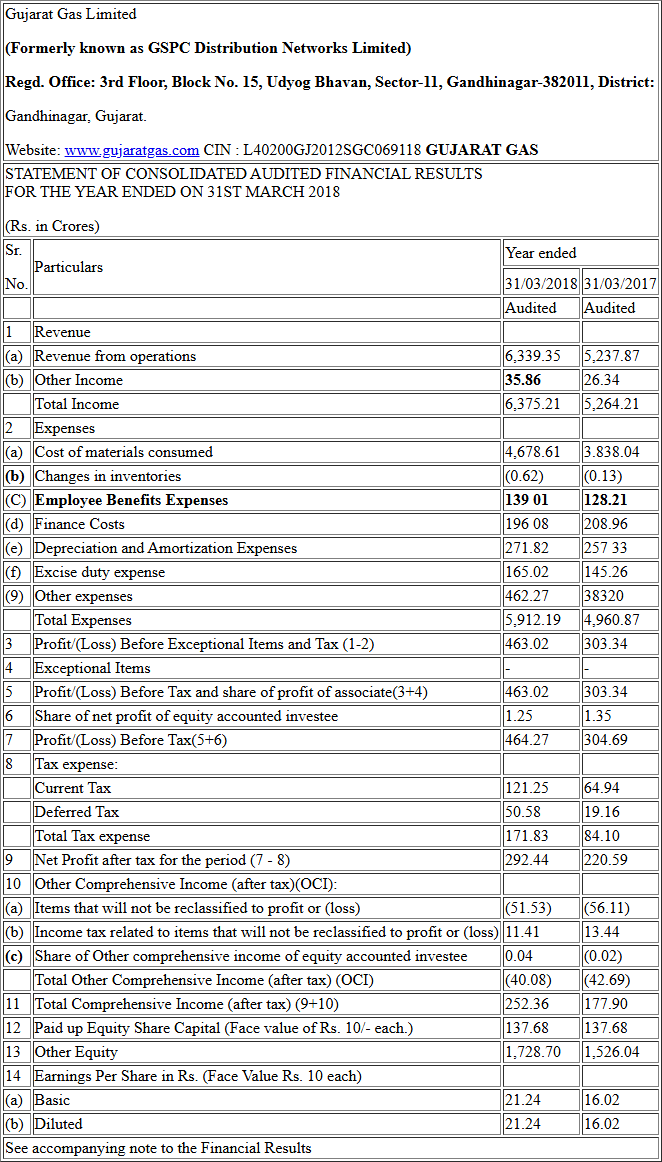 Gujarat Gas Limited
(Formerly known as GSPC Distribution Networks Limited)
Regd. Office: 3rd Floor, Block No. 15, Udyog Bhavan, Sector-11, Gandhinagar-382011, District:
Gandhinagar, Gujarat.
Website: www.gujaratgas.com CIN : L40200GJ2012SGC069118 GUJARAT GAS
STATEMENT OF CONSOLIDATED AUDITED FINANCIAL RESULTS
FOR THE YEAR ENDED ON 31ST MARCH 2018
(Rs. in Crores)
Sr. No. Particulars Year ended
31/03/2018 31/03/2017
Audited Audited
1 Revenue
(a) Revenue from operations 6,339.35 5,237.87
(b) Other Income 35.86 26.34
Total Income 6,375.21 5,264.21
2 Expenses
(a) Cost of materials consumed 4,678.61 3.838.04
(b) Changes in inventories (0.62) (0.13)
(C) Employee Benefits Expenses 139 01 128.21
(d) Finance Costs 196 08 208.96
(e) Depreciation and Amortization Expenses 271.82 257 33
(f) Excise duty expense 165.02 145.26
(9) Other expenses 462.27 38320
Total Expenses 5,912.19 4,960.87
3 Profit/(Loss) Before Exceptional Items and Tax (1-2) 463.02 303.34
4 Exceptional Items - -
5 Profit/(Loss) Before Tax and share of profit of associate(3+4) 463.02 303.34
6 Share of net profit of equity accounted investee 1.25 1.35
7 Profit/(Loss) Before Tax(5+6) 464.27 304.69
8 Tax expense:
Current Tax 121.25 64.94
Deferred Tax 50.58 19.16
Total Tax expense 171.83 84.10
9 Net Profit after tax for the period (7 - 8) 292.44 220.59
10 Other Comprehensive Income (after tax)(OCI):
(a) Items that will not be reclassified to profit or (loss) (51.53) (56.11)
(b) Income tax related to items that will not be reclassified to profit or (loss) 11.41 13.44
(c) Share of Other comprehensive income of equity accounted investee 0.04 (0.02)
Total Other Comprehensive Income (after tax) (OCI) (40.08) (42.69)
11 Total Comprehensive Income (after tax) (9+10) 252.36 177.90
12 Paid up Equity Share Capital (Face value of Rs. 10/- each.) 137.68 137.68
13 Other Equity 1,728.70 1,526.04
14 Earnings Per Share in Rs. (Face Value Rs. 10 each)
(a) Basic 21.24 16.02
(b) Diluted 21.24 16.02
See accompanying note to the Financial Results